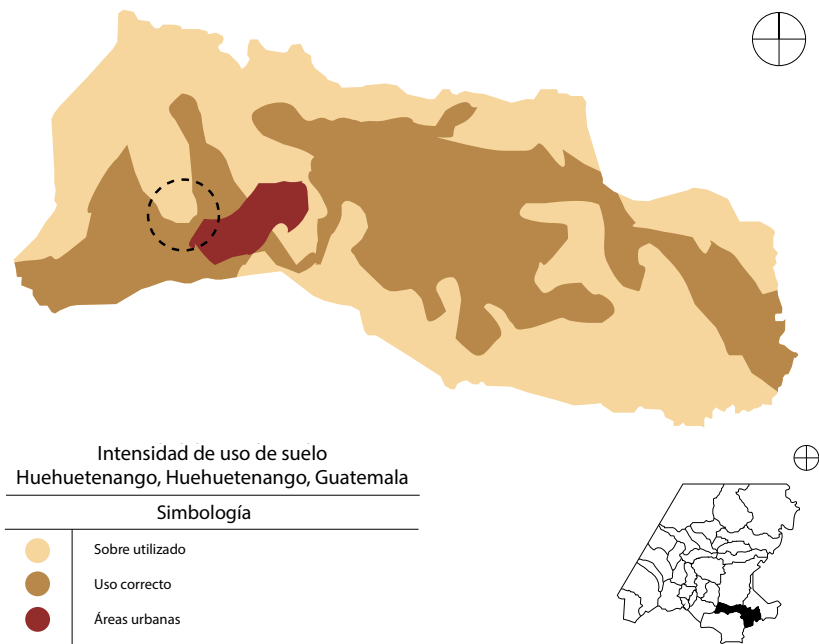 Intensidad de uso de suelo
Huehuetenango, Huehuetenango, Guatemala
Simbología
Sobre utilizado
Uso correcto
Áreas urbanas